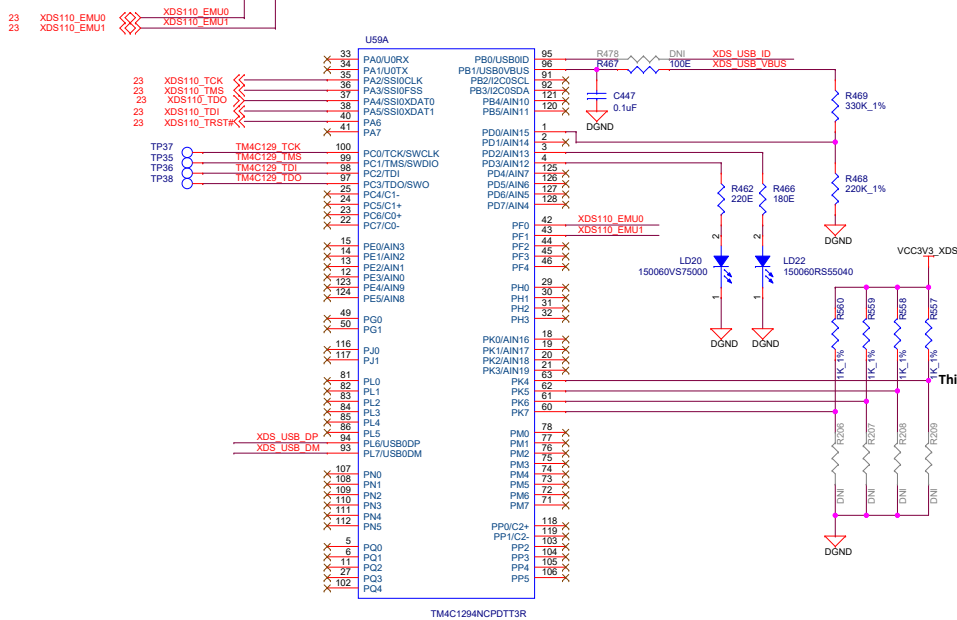 23 XDS110_EMU0 XDS110_EMU0
23 XDS110_EMU1 XDS110_EMU1
U59A
33 PA0/U0RX
34 PA1/U0TX
23 XDS110_TCK 35 PA2/SSI0CLK
23 XDS110_TMS 36 PA3/SSI0FSS
23 XDS110_TDO 37 PA4/SSI0XDAT0
23 XDS110_TDI 38 PA5/SSI0XDAT1
23 XDS110_TRST# 40 PA6
41 PA7
TP37 TM4C129_TCK 100 PC0/TCK/SWCLK
TP35 TM4C129_TMS 99 PC1/TMS/SWDIO
TP36 TM4C129_TDI 98 PC2/TDI
TP38 TM4C129_TDO 97 PC3/TDO/SWO
25 PC4/C1-
24 PC5/C1+
23 PC6/C0+
22 PC7/C0-
15 PE0/AIN3
14 PE1/AIN2
13 PE2/AIN1
12 PE3/AIN0
123 PE4/AIN9
124 PE5/AIN8
49 PG0
50 PG1
116 PJ0
117 PJ1
81 PL0
82 PL1
83 PL2
84 PL3
85 PL4
86 PL5
XDS_USB_DP 94 PL6/USB0DP
XDS_USB_DM 93 PL7/USB0DM
107 PN0
108 PN1
109 PN2
110 PN3
111 PN4
112 PN5
5 PQ0
6 PQ1
11 PQ2
27 PQ3
102 PQ4
PB0/USB0ID 95 R478 DNI XDS_USB_ID
PB1/USB0VBUS 96 R467 100E XDS_USB_VBUS
PB2/I2C0SCL 91
PB3/I2C0SDA 92
PB4/AIN10 121
PB5/AIN11 120
C447
0.1uF
DGND
R469
330K_1%
PD0/AIN15 1
PD1/AIN14 2
PD2/AIN13 3
PD3/AIN12 4
PD4/AIN7 125
PD5/AIN6 126
PD6/AIN5 127
PD7/AIN4 128
R462
220E
R466
180E
R468
220K_1%
DGND
PF0 42 XDS110_EMU0
PF1 43 XDS110_EMU1
PF2 44
PF3 45
PF4 46
2 2
LD20
150060VS75000
LD22
150060RS55040
1 1
DGND DGND
VCC3V3_XDS
PH0 29
PH1 30
PH2 31
PH3 32
R560 R559 R558 R557
1K_1% 1K_1% 1K_1% 1K_1%
PK0/AIN16 18
PK1/AIN17 19
PK2/AIN18 20
PK3/AIN19 21
PK4 63
PK5 62
PK6 61
PK7 60
Thi
R206 R207 R208 R209
DNI DNI DNI DNI
DGND
PM0 78
PM1 77
PM2 76
PM3 75
PM4 74
PM5 73
PM6 72
PM7 71
PP0/C2+ 118
PP1/C2- 119
PP2 103
PP3 104
PP4 105
PP5 106
TM4C1294NCPDTT3R